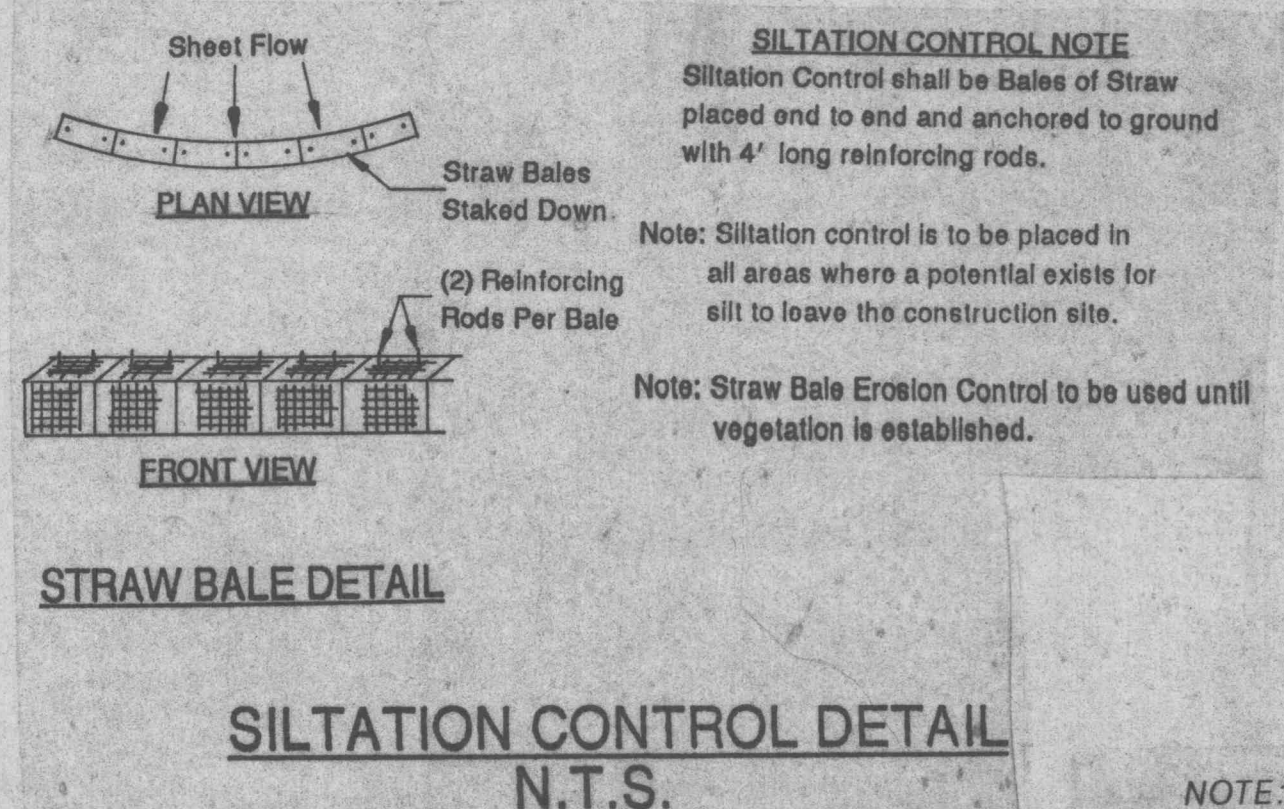 Sheet Flow
PLAN VIEW
Straw Bales
Staked Down.
(2) Reinforcing
Rods Per Bale
FRONT VIEW
STRAW BALE DETAIL
SILTATION CONTROL NOTE
Siltation Control shall be Bales of Straw
placed end to end and anchored to ground
with 4' long reinforcing rods.
Note: Siltation control is to be placed in
all areas where a potential exists for
silt to leave the construction site.
Note: Straw Bale Erosion Control to be used until
vegetation is established.
SILTATION CONTROL DETAIL
N.T.S.
NOTE: